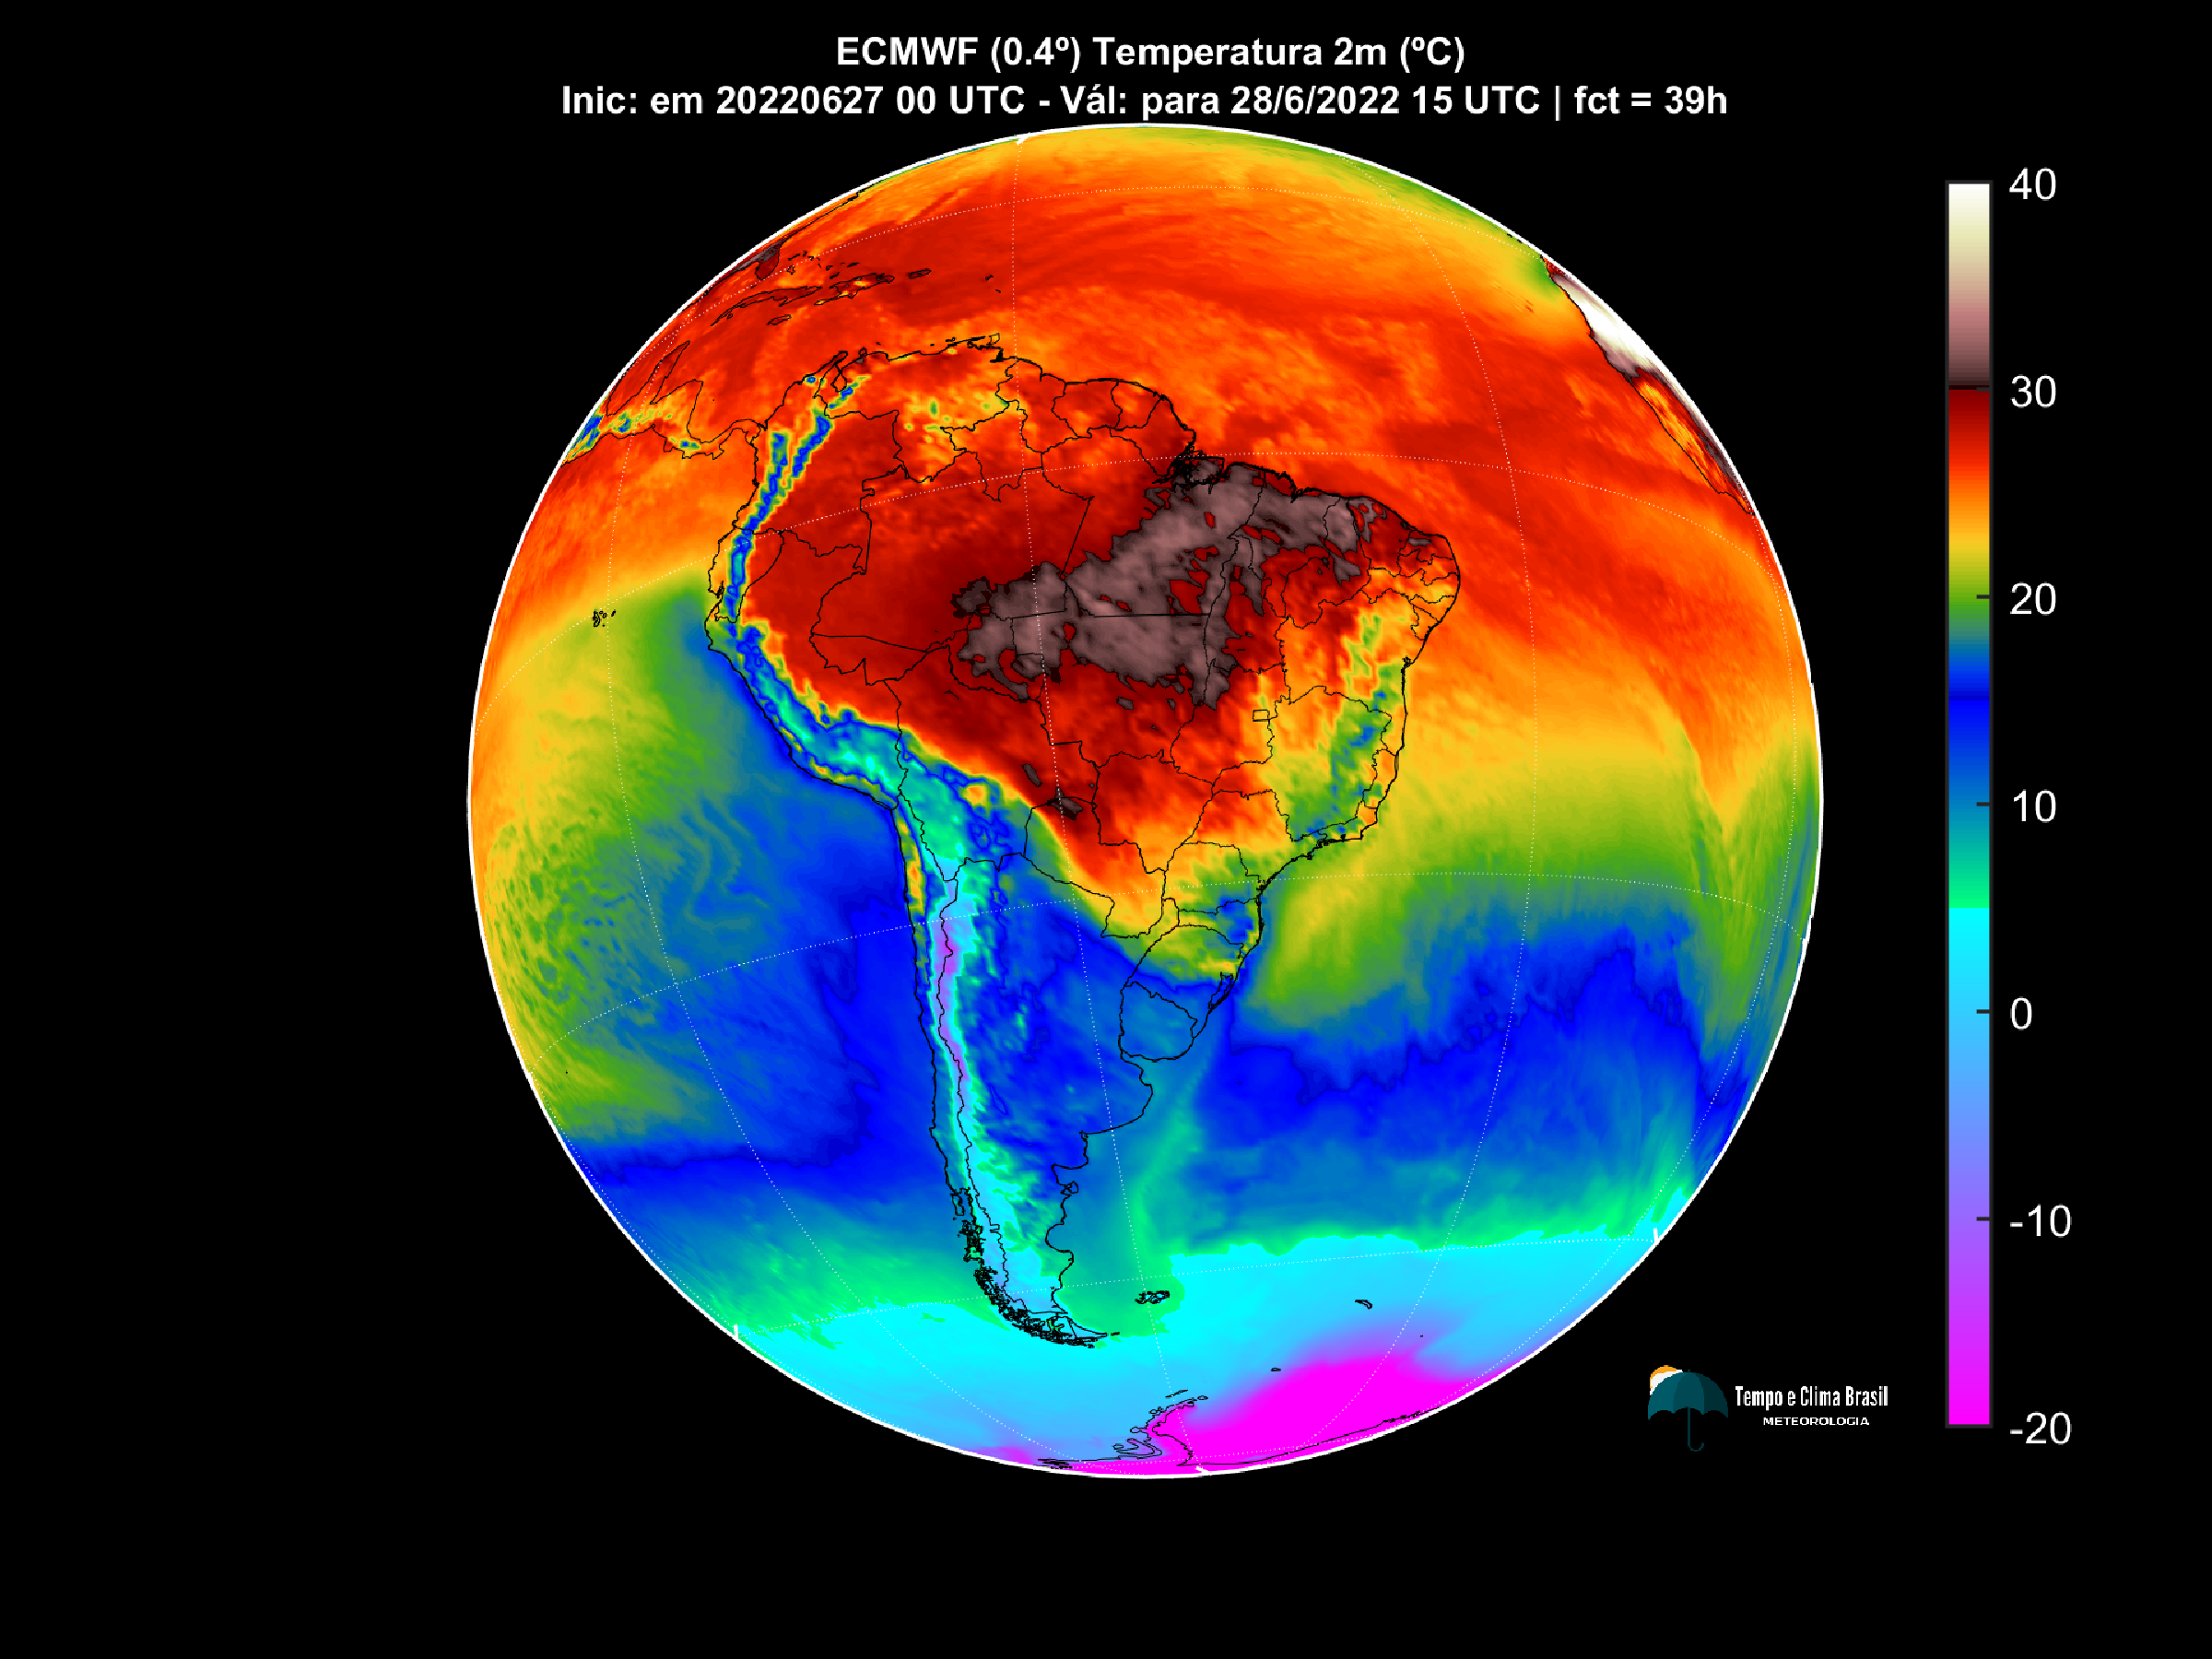 ECMWF (0.4º) Temperatura 2m (ºC)
Inic: em 20220627 00 UTC - Vál: para 28/6/2022 15 UTC | fct = 39h
40
30
20
10
0
-10
-20
Tempo e Clima Brasil
METEOROLOGIA